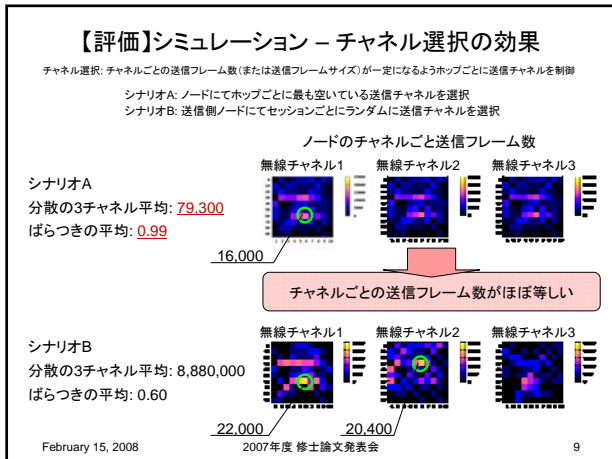 【評価】シミュレーション – チャネル選択の効果
チャネル選択: チャネルごとの送信フレーム数(または送信フレームサイズ)が一定になるようホップごとに送信チャネルを制御
シナリオA: ノードにてホップごとに最も空いている送信チャネルを選択
シナリオB: 送信側ノードにてセッションごとにランダムに送信チャネルを選択
ノードのチャネルごと送信フレーム数
無線チャネル1 無線チャネル2 無線チャネル3
シナリオA
分散の3チャネル平均: 79,300
ばらつきの平均: 0.99
16,000
チャネルごとの送信フレーム数がほぼ等しい
無線チャネル1 無線チャネル2 無線チャネル3
シナリオB
分散の3チャネル平均: 8,880,000
ばらつきの平均: 0.60
22,000 20,400
February 15, 2008 2007年度 修士論文発表会 9